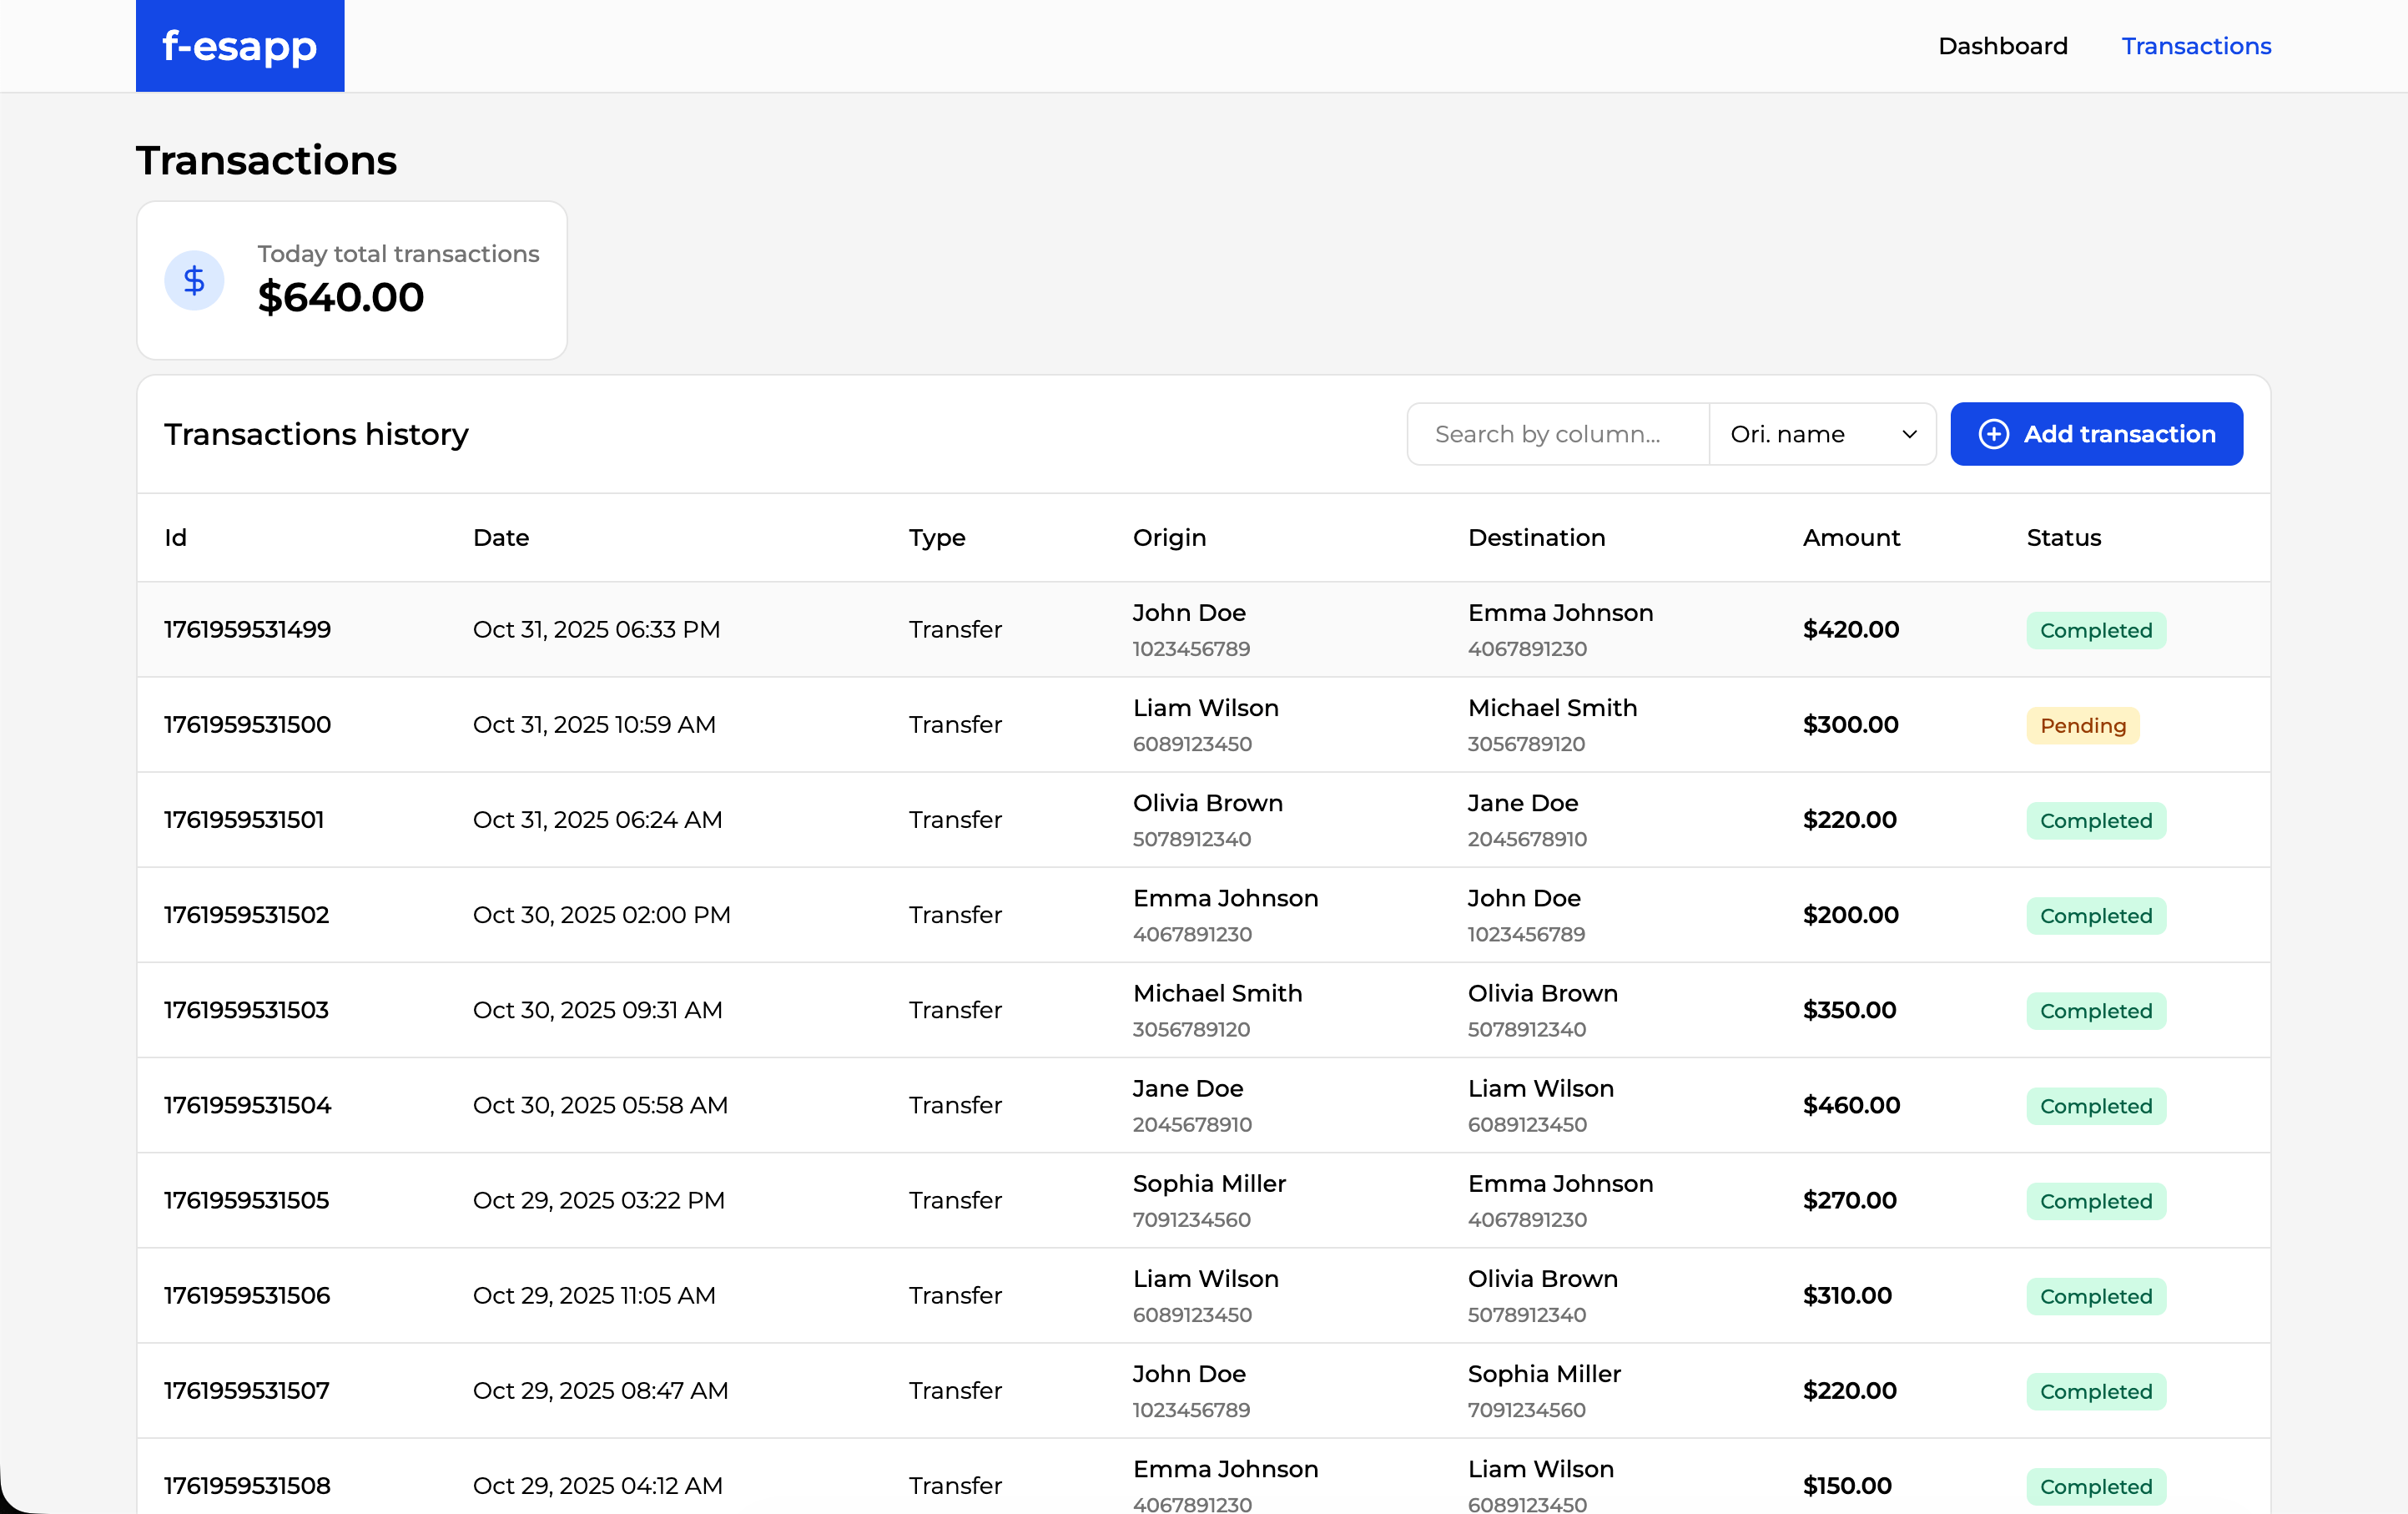 f-esapp
Dashboard Transactions
Transactions
$
Today total transactions
$640.00
Transactions history
Search by column... Ori. name Add transaction
Id Date Type Origin Destination Amount Status
1761959531499 Oct 31, 2025 06:33 PM Transfer John Doe 1023456789 Emma Johnson 4067891230 $420.00 Completed
1761959531500 Oct 31, 2025 10:59 AM Transfer Liam Wilson 6089123450 Michael Smith 3056789120 $300.00 Pending
1761959531501 Oct 31, 2025 06:24 AM Transfer Olivia Brown 5078912340 Jane Doe 2045678910 $220.00 Completed
1761959531502 Oct 30, 2025 02:00 PM Transfer Emma Johnson 4067891230 John Doe 1023456789 $200.00 Completed
1761959531503 Oct 30, 2025 09:31 AM Transfer Michael Smith 3056789120 Olivia Brown 5078912340 $350.00 Completed
1761959531504 Oct 30, 2025 05:58 AM Transfer Jane Doe 2045678910 Liam Wilson 6089123450 $460.00 Completed
1761959531505 Oct 29, 2025 03:22 PM Transfer Sophia Miller 7091234560 Emma Johnson 4067891230 $270.00 Completed
1761959531506 Oct 29, 2025 11:05 AM Transfer Liam Wilson 6089123450 Olivia Brown 5078912340 $310.00 Completed
1761959531507 Oct 29, 2025 08:47 AM Transfer John Doe 1023456789 Sophia Miller 7091234560 $220.00 Completed
1761959531508 Oct 29, 2025 04:12 AM Transfer Emma Johnson 4067891230 Liam Wilson 6089123450 $150.00 Completed